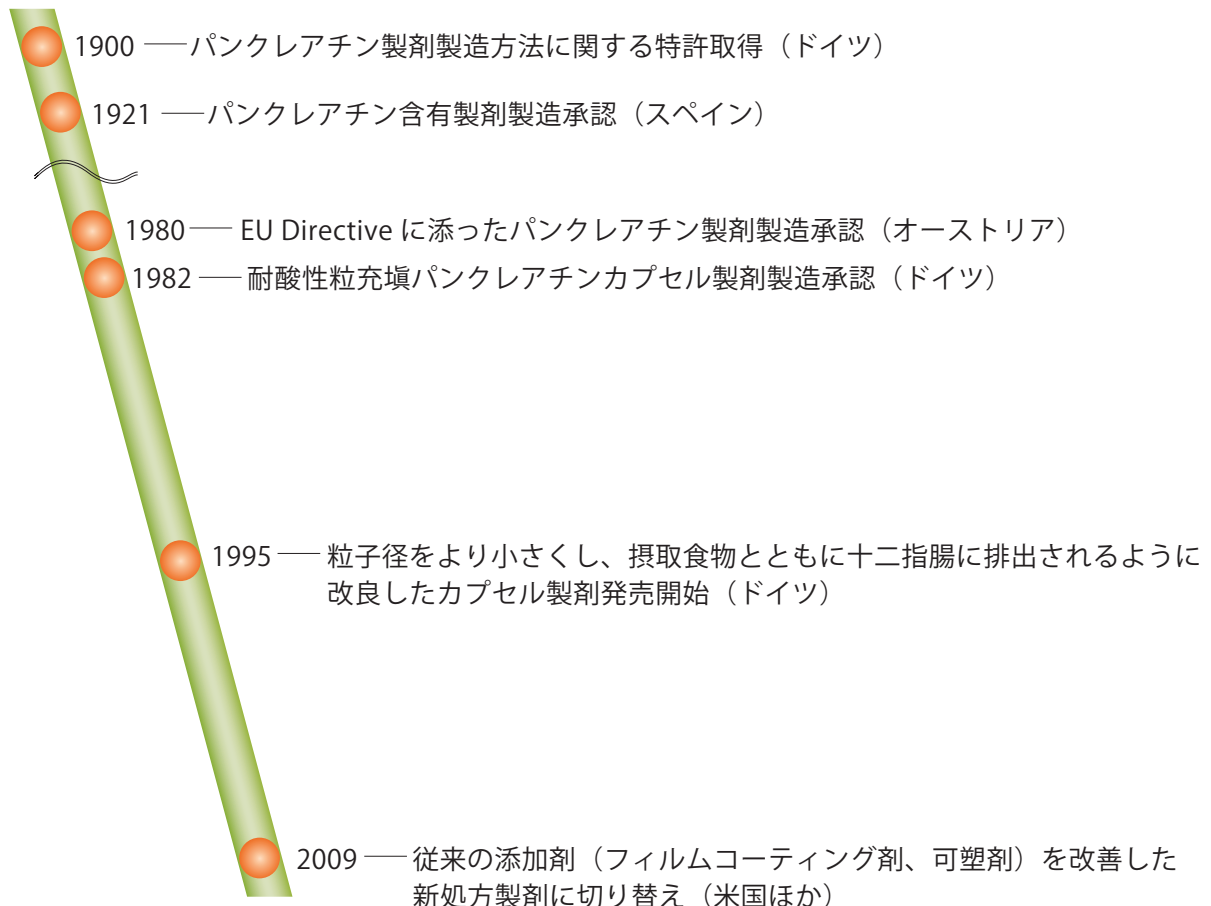 1900 ── パンクレアチン製剤製造方法に関する特許取得（ドイツ）
1921 ── パンクレアチン含有製剤製造承認（スペイン）
1980 ── EU Directive に添ったパンクレアチン製剤製造承認（オーストリア）
1982 ── 耐酸性粒充塡パンクレアチンカプセル製剤製造承認（ドイツ）
1995 ── 粒子径をより小さくし、摂取食物とともに十二指腸に排出されるように
改良したカプセル製剤発売開始（ドイツ）
2009 ── 従来の添加剤（フィルムコーティング剤、可塑剤）を改善した
新処方製剤に切り替え（米国ほか）